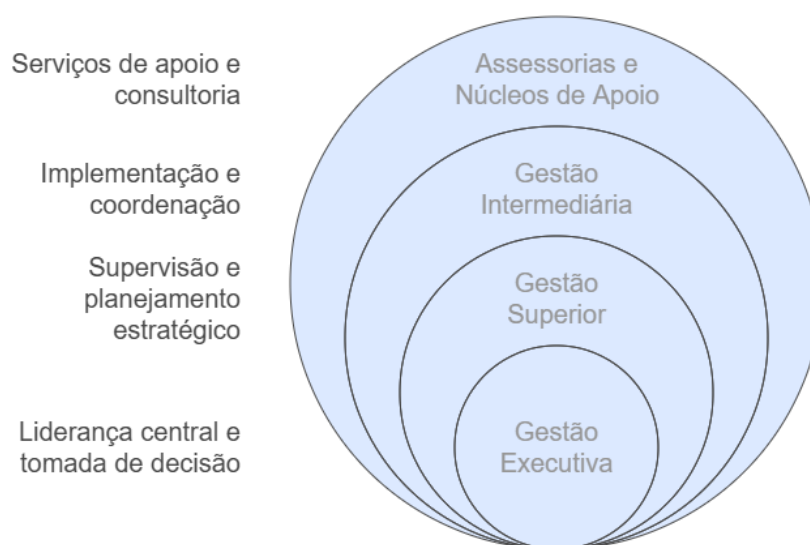 Serviços de apoio e
consultoria
Assessorias e
Núcleos de Apoio
Implementação e
coordenação
Gestão
Intermediária
Supervisão e
planejamento
estratégico
Gestão
Superior
Liderança central e
tomada de decisão
Gestão
Executiva